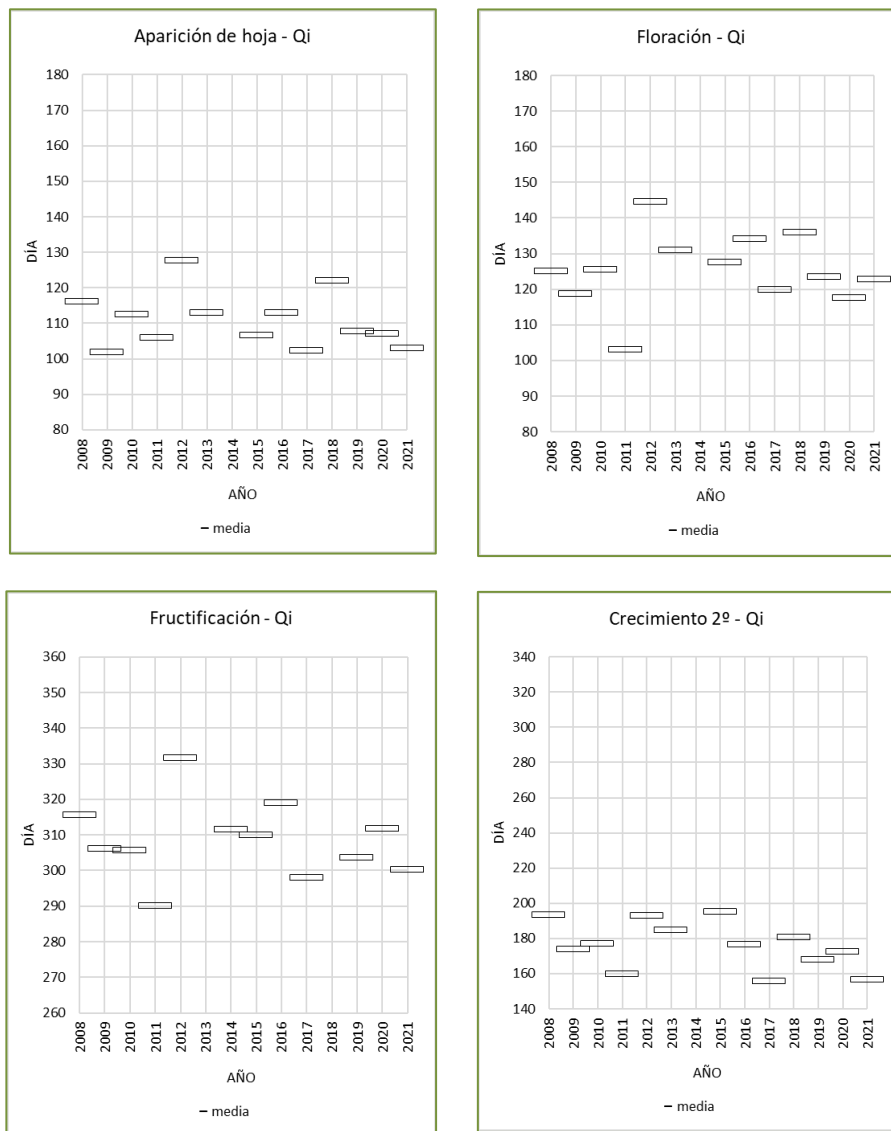 Aparición de hoja - Qi
180
170
160
150
140
130
120
110
100
90
80
DÍA
2008 2009 2010 2011 2012 2013 2014 2015 2016 2017 2018 2019 2020 2021
AÑO
– media
Floración - Qi
180
170
160
150
140
130
120
110
100
90
80
DÍA
2008 2009 2010 2011 2012 2013 2014 2015 2016 2017 2018 2019 2020 2021
AÑO
– media
Fructificación - Qi
360
350
340
330
320
310
300
290
280
270
260
DÍA
2008 2009 2010 2011 2012 2013 2014 2015 2016 2017 2018 2019 2020 2021
AÑO
– media
Crecimiento 2º - Qi
340
320
300
280
260
240
220
200
180
160
140
DÍA
2008 2009 2010 2011 2012 2013 2014 2015 2016 2017 2018 2019 2020 2021
AÑO
– media